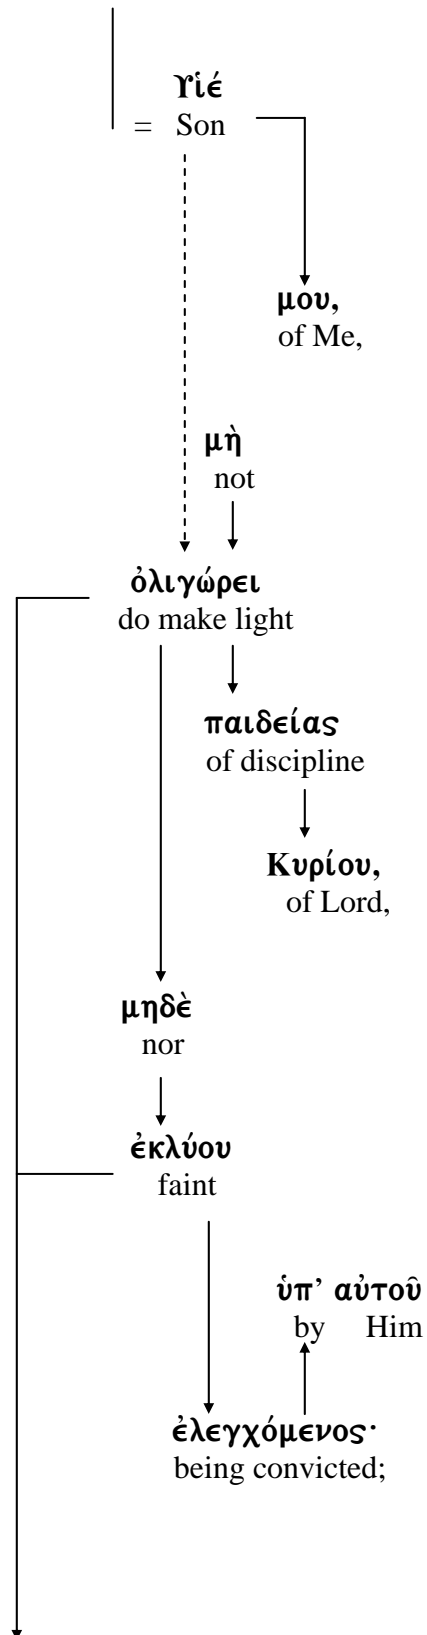 Υἱέ
= Son
μου,
of Me,
μὴ
not
ὀλιγώρει
do make light
παιδείας
of discipline
Κυρίου,
of Lord,
μηδὲ
nor
ἐκλύου
faint
ὑπ’ αὐτοῦ
by Him
ἐλεγχόμενος·
being convicted;